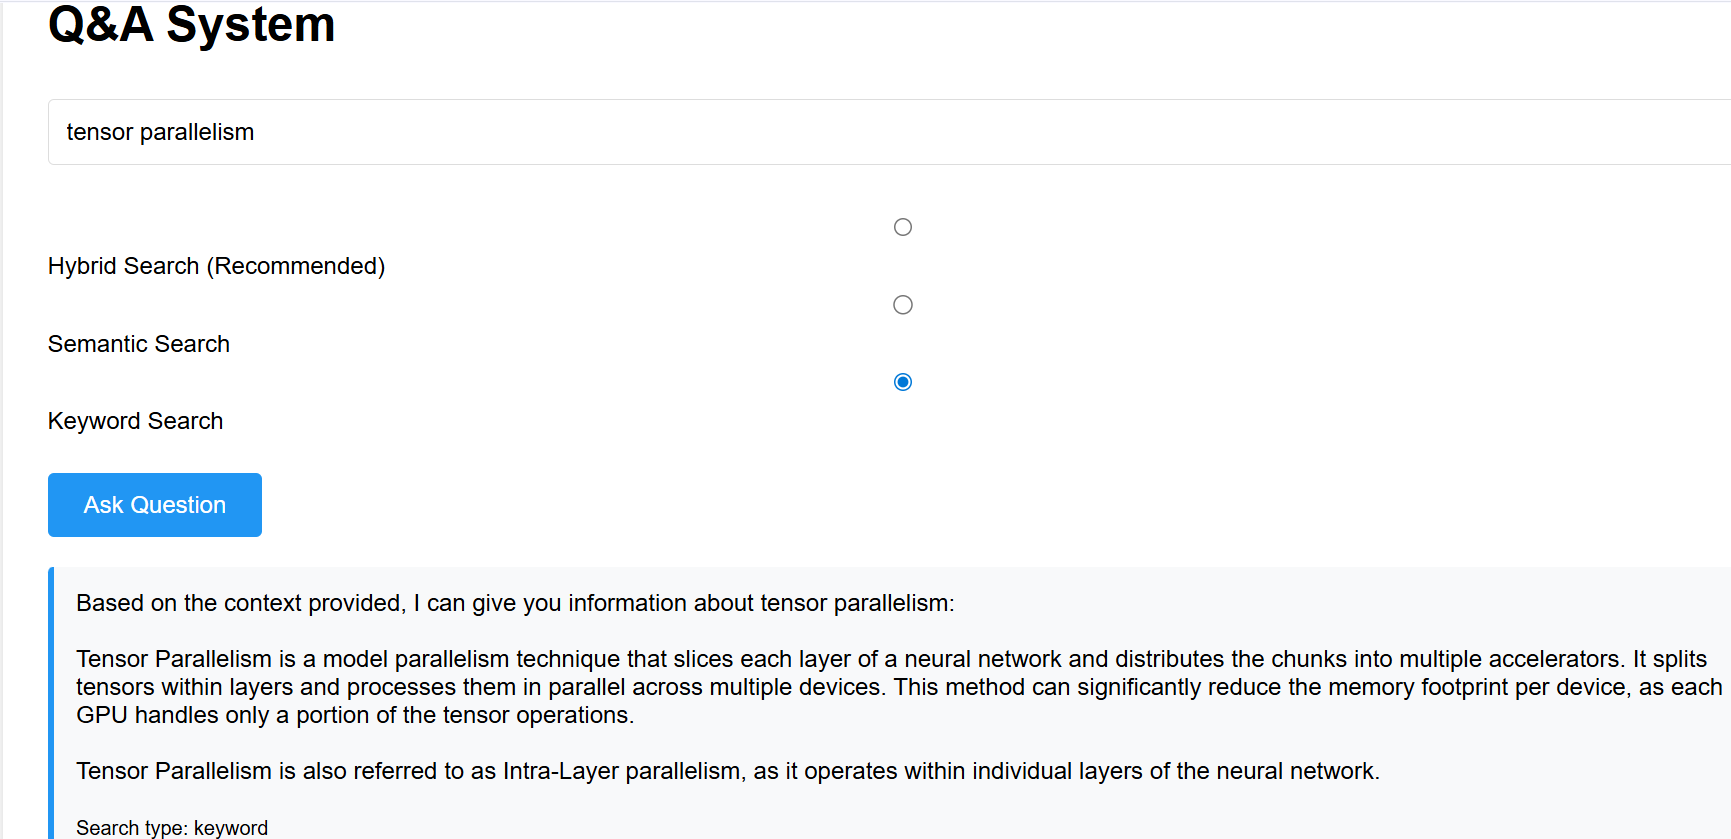 Q&A System
tensor parallelism
Hybrid Search (Recommended)
Semantic Search
Keyword Search
Ask Question
Based on the context provided, I can give you information about tensor parallelism:
Tensor Parallelism is a model parallelism technique that slices each layer of a neural network and distributes the chunks into multiple accelerators. It splits
tensors within layers and processes them in parallel across multiple devices. This method can significantly reduce the memory footprint per device, as each
GPU handles only a portion of the tensor operations.
Tensor Parallelism is also referred to as Intra-Layer parallelism, as it operates within individual layers of the neural network.
Search type: keyword